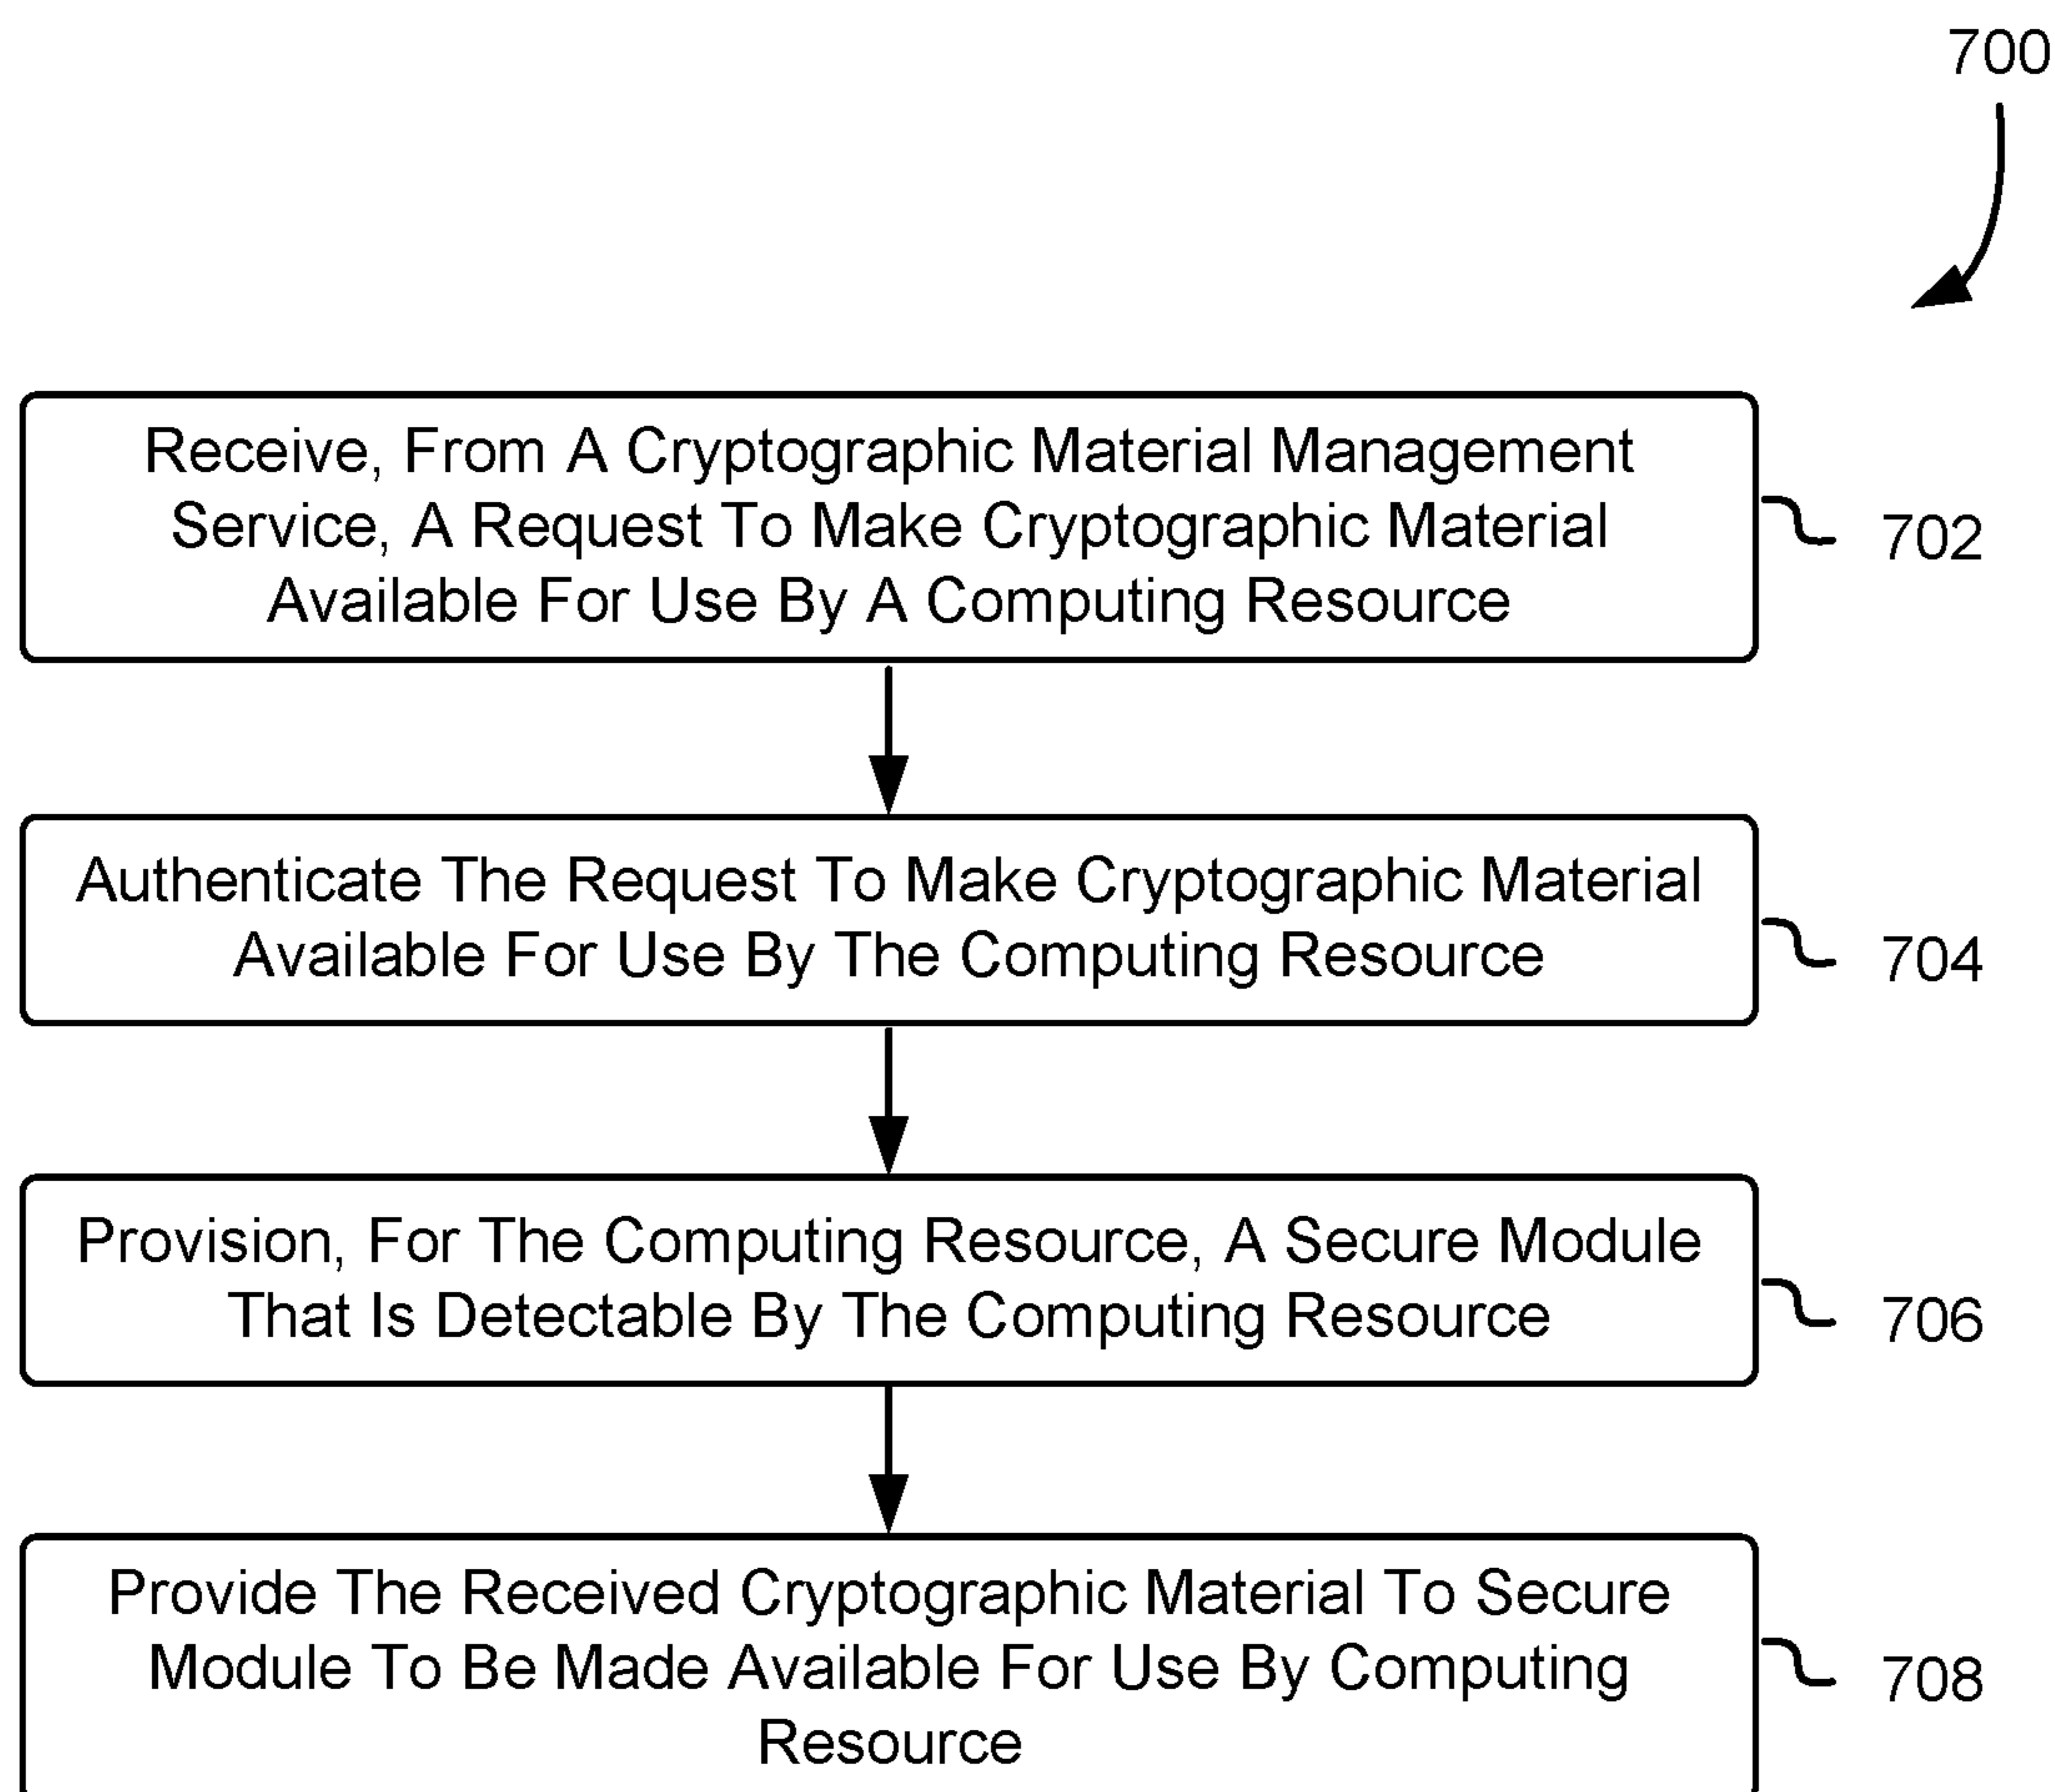 700
Receive, From A Cryptographic Material Management
Service, A Request To Make Cryptographic Material
Available For Use By A Computing Resource
702
Authenticate The Request To Make Cryptographic Material
Available For Use By The Computing Resource
704
Provision, For The Computing Resource, A Secure Module
That Is Detectable By The Computing Resource
706
Provide The Received Cryptographic Material To Secure
Module To Be Made Available For Use By Computing
Resource
708